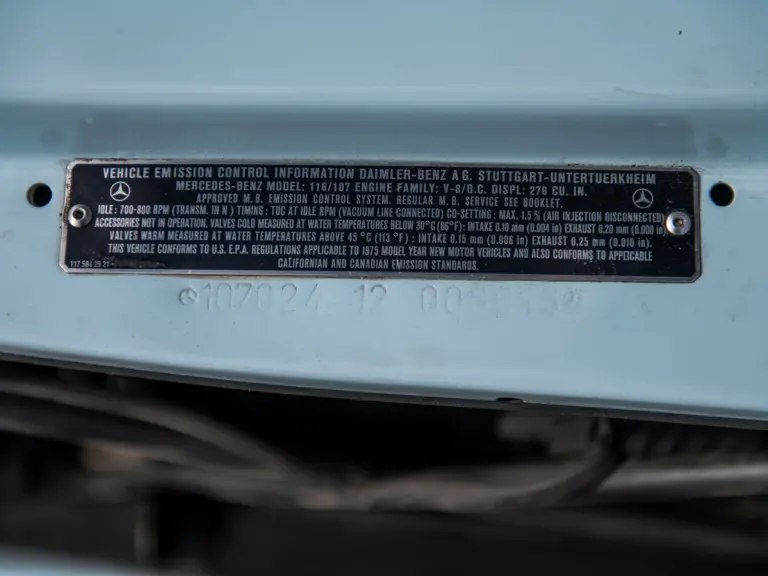 VEHICLE EMISSION CONTROL INFORMATION DAIMLER-BENZ A G. STUTTGART-UNTERTUERKHEIM
MERCEDES-BENZ MODEL: 116/107 ENGINE FAMILY: V-8/O.C. DISPL: 276 CU. IN.
APPROVED M. B. EMISSION CONTROL SYSTEM. REGULAR M. B. SERVICE SEE BOOKLET,
IDLE: 700-800 RPM (TRANSM. IN N) TIMING: TDC AT IDLE RPM (VACUUM LINE CONNECTED) CO-SETTING: MAX. 1.5 % (AIR INJECTION DISCONNECTED)
ACCESSORIES NOT IN OPERATION. VALVES COLD MEASURED AT WATER TEMPERATURES BELOW 30°C (86°F): INTAKE 0.10 mm (0.004 in) EXHAUST 0.20 mm (0.008 in)
VALVES WARM MEASURED AT WATER TEMPERATURES ABOVE 45 °C (113 °F) : INTAKE 0.15 mm (0.006 in) EXHAUST 0.25 mm (0.010 in).
THIS VEHICLE CONFORMS TO U.S. E.P.A. REGULATIONS APPLICABLE TO 1975 MODEL YEAR NEW MOTOR VEHICLES AND ALSO CONFORMS TO APPLICABLE
117 584 21 21 CALIFORNIAN AND CANADIAN EMISSION STANDARDS.
107024 12